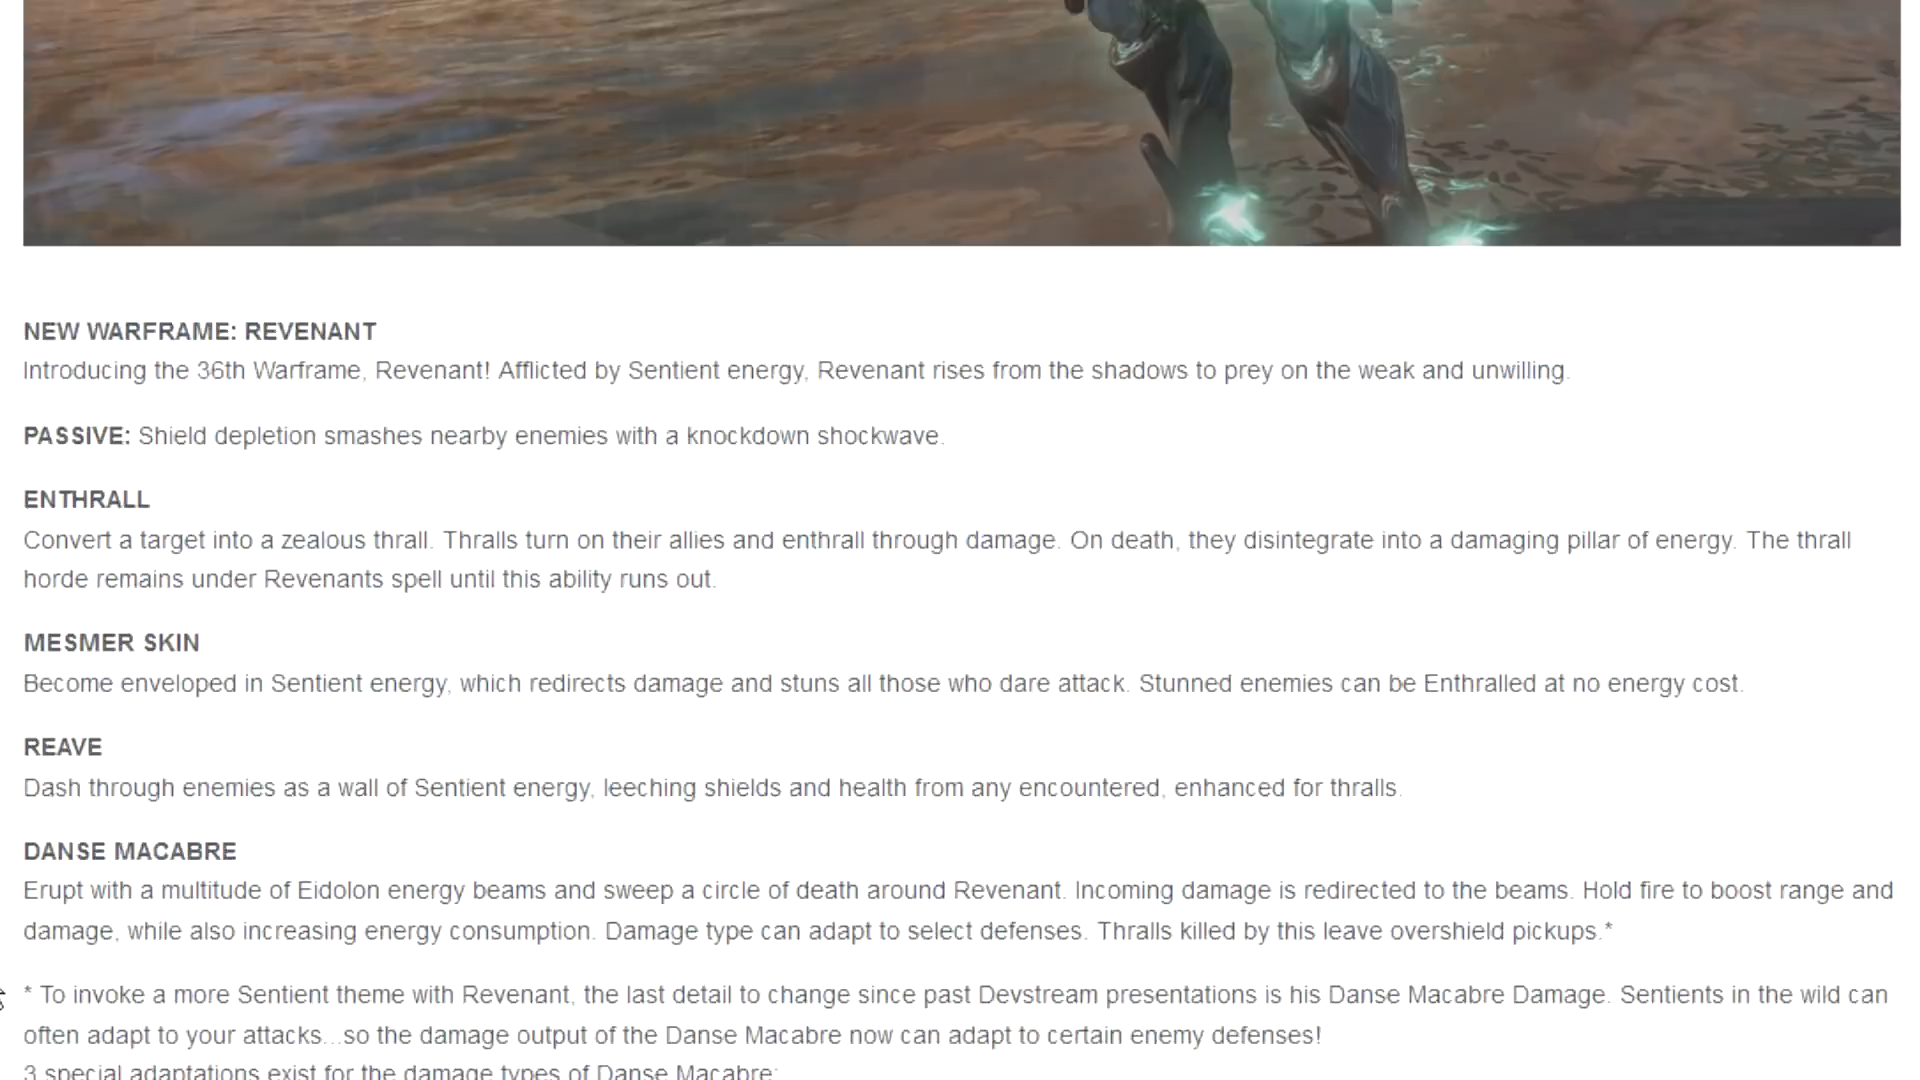 NEW WARFRAME: REVENANT
Introducing the 36th Warframe, Revenant! Afflicted by Sentient energy, Revenant rises from the shadows to prey on the weak and unwilling.
PASSIVE: Shield depletion smashes nearby enemies with a knockdown shockwave.
ENTHRALL
Convert a target into a zealous thrall. Thralls turn on their allies and enthrall through damage. On death, they disintegrate into a damaging pillar of energy. The thrall
horde remains under Revenants spell until this ability runs out.
MESMER SKIN
Become enveloped in Sentient energy, which redirects damage and stuns all those who dare attack. Stunned enemies can be Enthralled at no energy cost.
REAVE
Dash through enemies as a wall of Sentient energy, leeching shields and health from any encountered, enhanced for thralls.
DANSE MACABRE
Erupt with a multitude of Eidolon energy beams and sweep a circle of death around Revenant. Incoming damage is redirected to the beams. Hold fire to boost range and
damage, while also increasing energy consumption. Damage type can adapt to select defenses. Thralls killed by this leave overshield pickups.*
* To invoke a more Sentient theme with Revenant, the last detail to change since past Devstream presentations is his Danse Macabre Damage. Sentients in the wild can
often adapt to your attacks...so the damage output of the Danse Macabre now can adapt to certain enemy defenses!
3 special adaptations exist for the damage types of Danse Macabre: